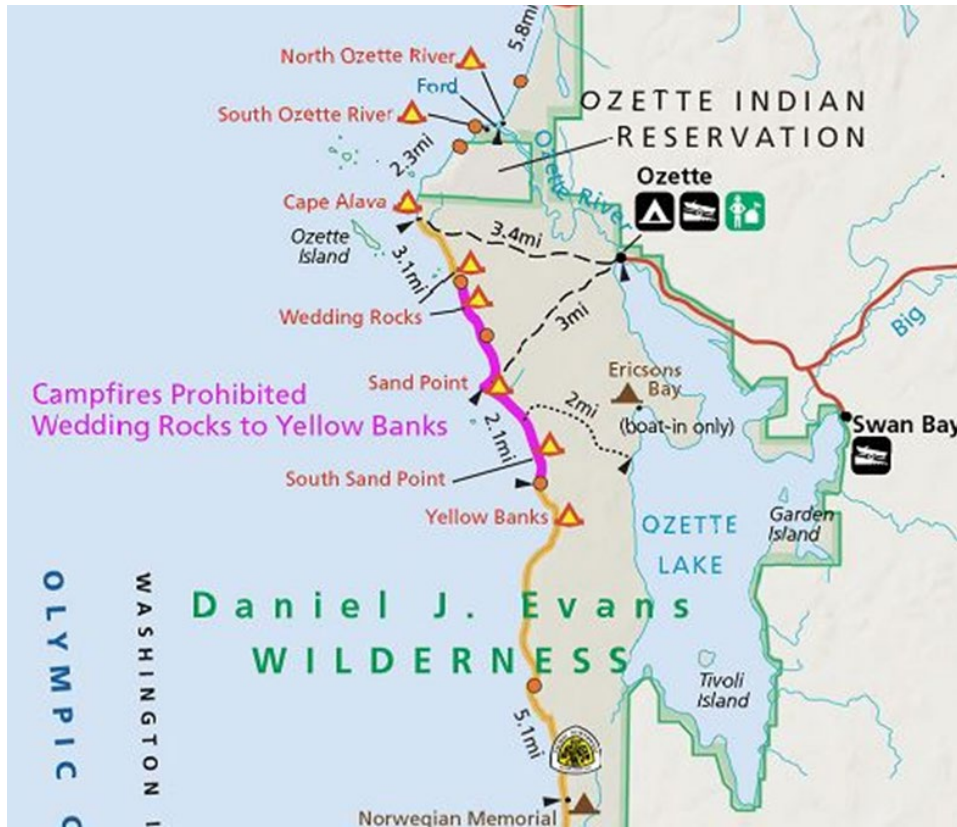 5.8mi
North Ozette River
Ford
South Ozette River
OZETTE INDIAN
RESERVATION
2.3mi
Ozette River
Ozette
Cape Alava
Ozette
Island
3.4mi
3.1mi
Wedding Rocks
3mi
Big
Sand Point
Ericsons
Bay
(boat-in only)
Campfires Prohibited
Wedding Rocks to Yellow Banks
2mi
2.1mi
Swan Bay
South Sand Point
Yellow Banks
OZETTE
LAKE
Garden
Island
Daniel J. Evans
WILDERNESS
Tivoli
Island
OLYMPIC
WASHINGTON
5.1mi
Norwegian Memorial